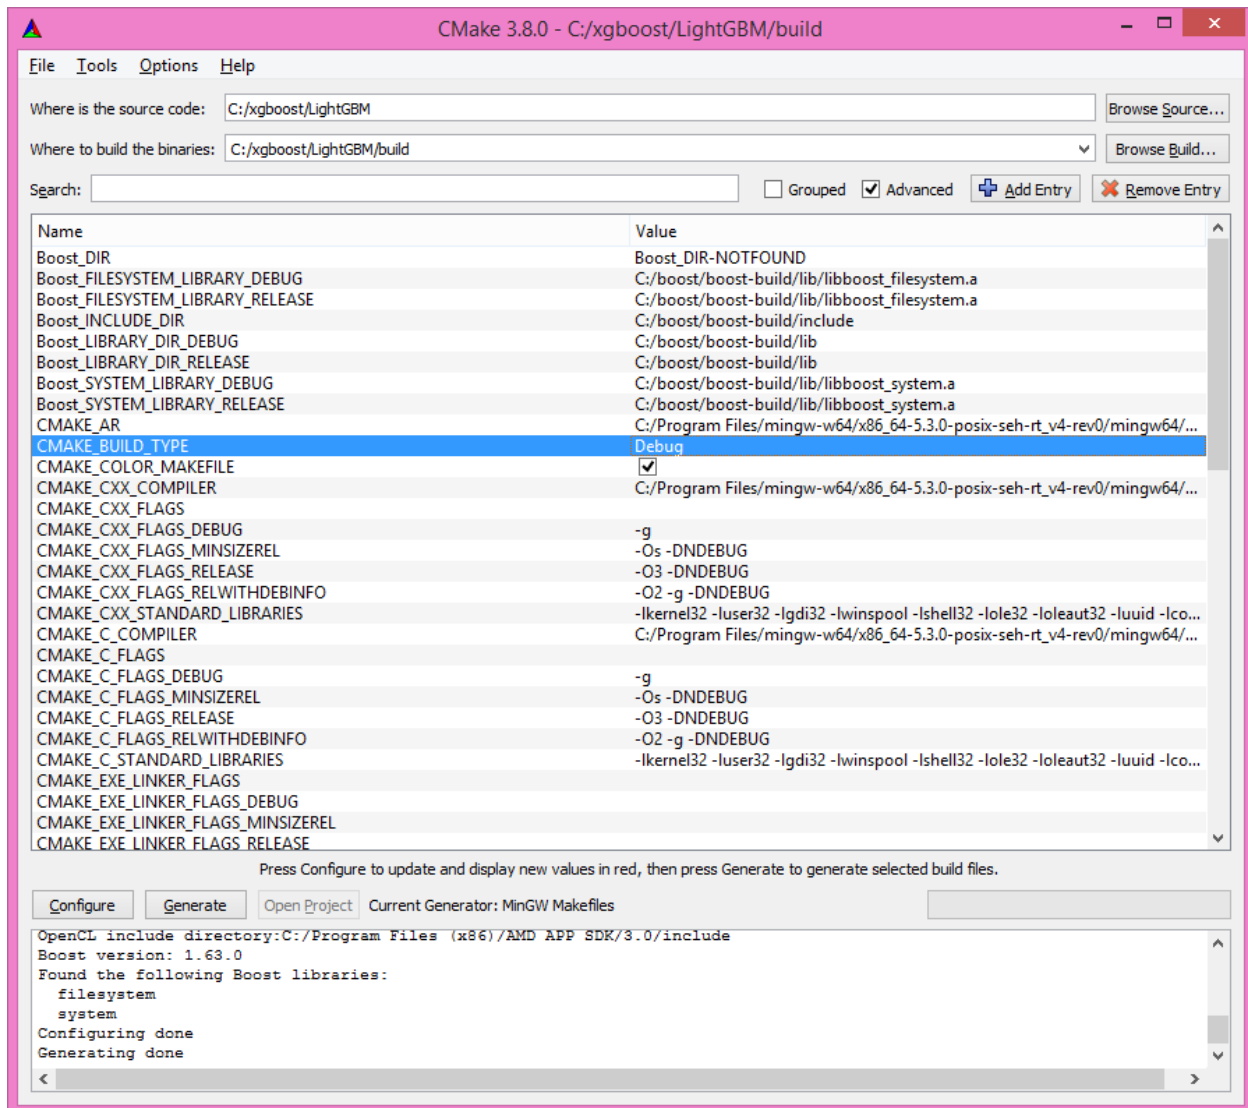 CMake 3.8.0 - C:/xgboost/LightGBM/build
File Tools Options Help
Where is the source code: C:/xgboost/LightGBM Browse Source...
Where to build the binaries: C:/xgboost/LightGBM/build Browse Build...
Search: Grouped Advanced Add Entry Remove Entry
Name Value
Boost_DIR Boost_DIR-NOTFOUND
Boost_FILESYSTEM_LIBRARY_DEBUG C:/boost/boost-build/lib/libboost_filesystem.a
Boost_FILESYSTEM_LIBRARY_RELEASE C:/boost/boost-build/lib/libboost_filesystem.a
Boost_INCLUDE_DIR C:/boost/boost-build/include
Boost_LIBRARY_DIR_DEBUG C:/boost/boost-build/lib
Boost_LIBRARY_DIR_RELEASE C:/boost/boost-build/lib
Boost_SYSTEM_LIBRARY_DEBUG C:/boost/boost-build/lib/libboost_system.a
Boost_SYSTEM_LIBRARY_RELEASE C:/boost/boost-build/lib/libboost_system.a
CMAKE_AR C:/Program Files/mingw-w64/x86_64-5.3.0-posix-seh-rt_v4-rev0/mingw64/...
CMAKE_BUILD_TYPE Debug
CMAKE_COLOR_MAKEFILE
CMAKE_CXX_COMPILER C:/Program Files/mingw-w64/x86_64-5.3.0-posix-seh-rt_v4-rev0/mingw64/...
CMAKE_CXX_FLAGS
CMAKE_CXX_FLAGS_DEBUG -g
CMAKE_CXX_FLAGS_MINSIZEREL -Os -DNDEBUG
CMAKE_CXX_FLAGS_RELEASE -O3 -DNDEBUG
CMAKE_CXX_FLAGS_RELWITHDEBINFO -O2 -g -DNDEBUG
CMAKE_CXX_STANDARD_LIBRARIES -lkernel32 -luser32 -lgdi32 -lwinspool -lshell32 -lole32 -loleaut32 -luuid -lco...
CMAKE_C_COMPILER C:/Program Files/mingw-w64/x86_64-5.3.0-posix-seh-rt_v4-rev0/mingw64/...
CMAKE_C_FLAGS
CMAKE_C_FLAGS_DEBUG -g
CMAKE_C_FLAGS_MINSIZEREL -Os -DNDEBUG
CMAKE_C_FLAGS_RELEASE -O3 -DNDEBUG
CMAKE_C_FLAGS_RELWITHDEBINFO -O2 -g -DNDEBUG
CMAKE_C_STANDARD_LIBRARIES -lkernel32 -luser32 -lgdi32 -lwinspool -lshell32 -lole32 -loleaut32 -luuid -lco...
CMAKE_EXE_LINKER_FLAGS
CMAKE_EXE_LINKER_FLAGS_DEBUG
CMAKE_EXE_LINKER_FLAGS_MINSIZEREL
CMAKE_EXE_LINKER_FLAGS_RELEASE
Press Configure to update and display new values in red, then press Generate to generate selected build files.
Configure Generate Open Project Current Generator: MinGW Makefiles
OpenCL include directory:C:/Program Files (x86)/AMD APP SDK/3.0/include
Boost version: 1.63.0
Found the following Boost libraries:
filesystem
system
Configuring done
Generating done